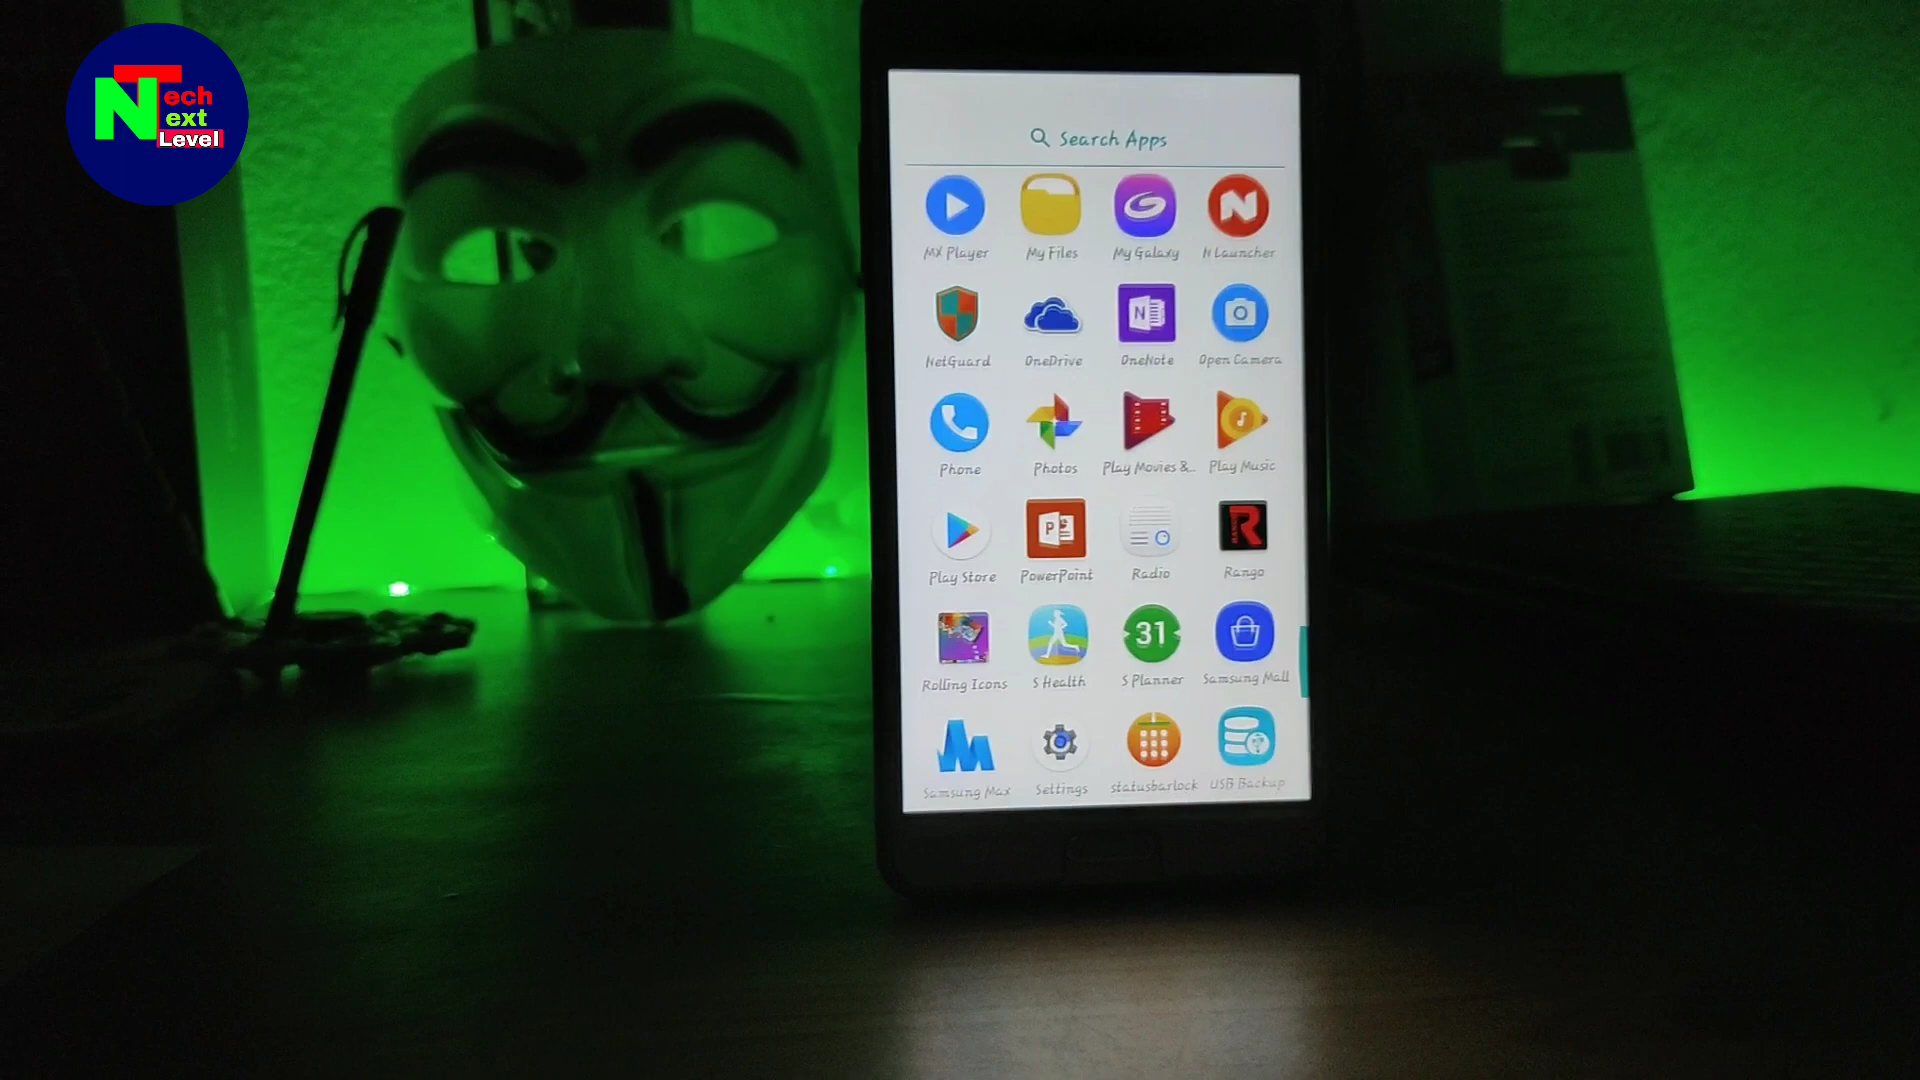 Tech
Next
Level
Search Apps
MX Player
My Files
My Galaxy
N Launcher
NetGuard
OneDrive
OneNote
Open Camera
Phone
Photos
Play Movies &..
Play Music
Play Store
PowerPoint
Radio
Rango
Rolling Icons
S Health
31
S Planner
Samsung Mall
Samsung Max
Settings
statusbarlock
USB Backup